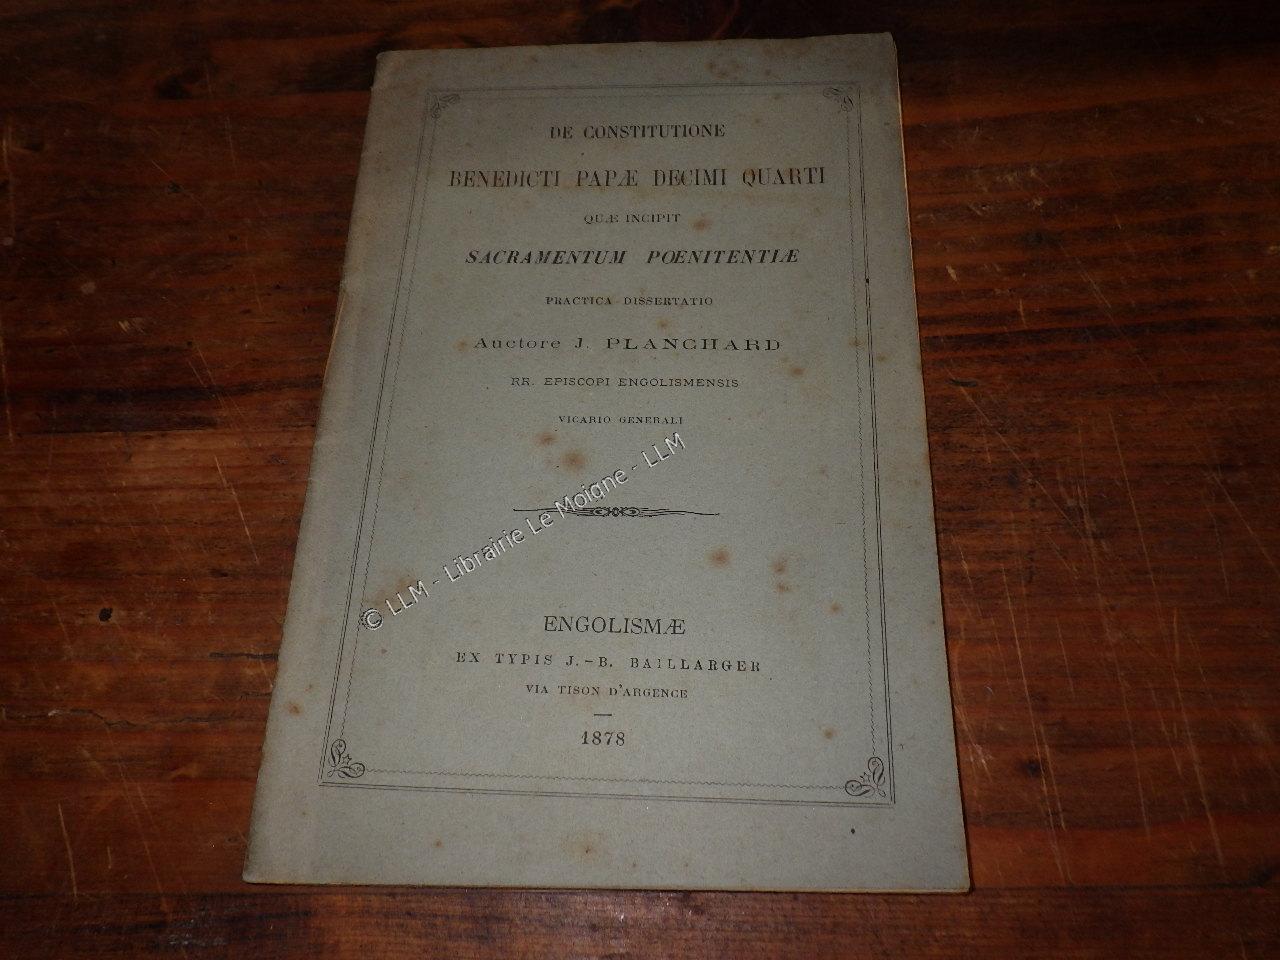 DE CONSTITUTIONE
BENEDICTI PAPÆ DECIMI QUARTI
QUÆ INCIPIT
SACRAMENTUM POENITENTIÆ
PRACTICA DISSERTATIO
Auctore J. PLANCHARD
RR. EPISCOPI ENGOLISMENSIS
VICARIO GENERALI
© LLM - Librairie Le Moigne - LLM
ENGOLISMÆ
EX TYPIS J.-B. BAILLARGER
VIA TISON D'ARGENCE
1878